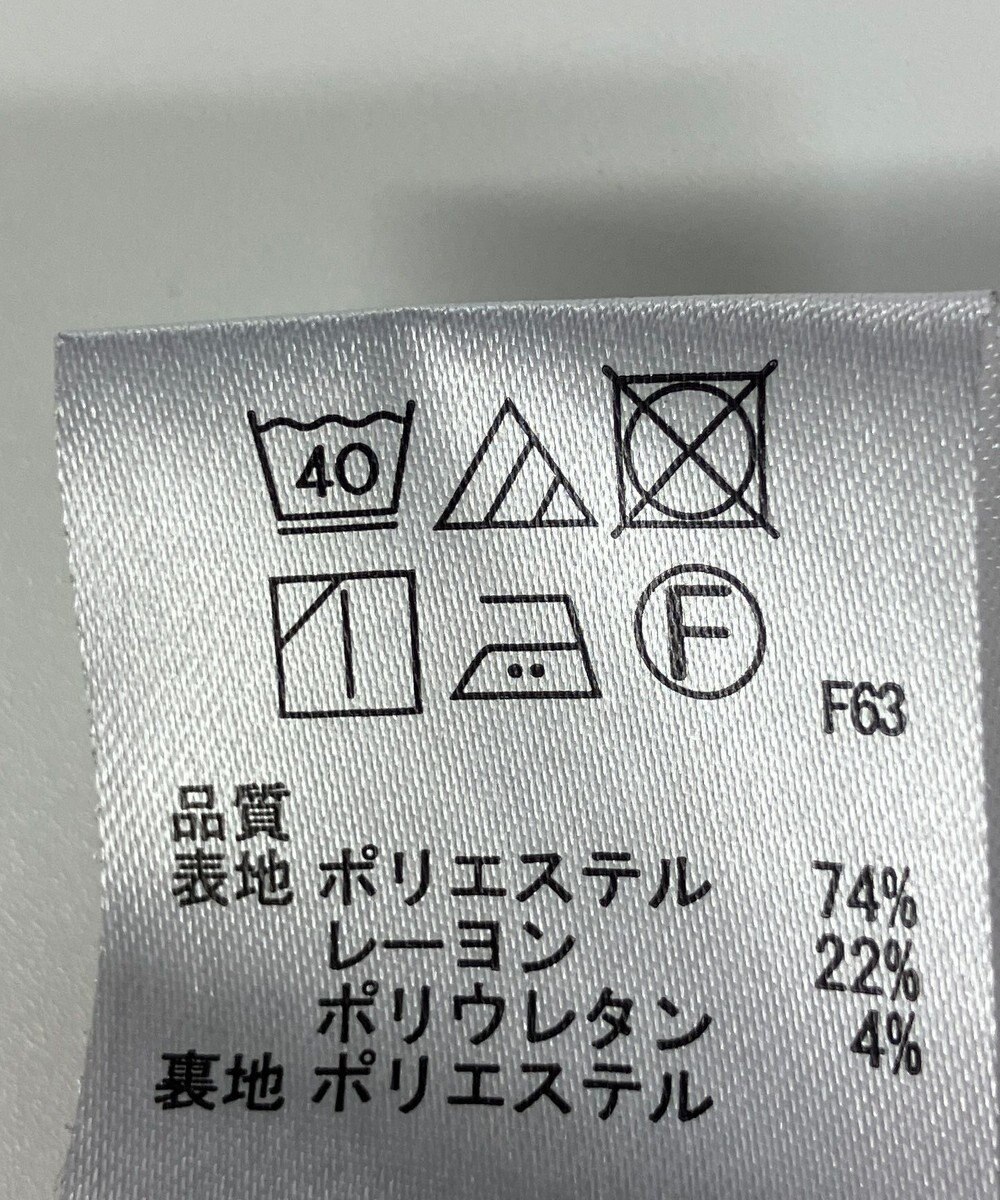 40
F
F63
品質
表地 ポリエステル 74%
レーヨン 22%
ポリウレタン 4%
裏地 ポリエステル